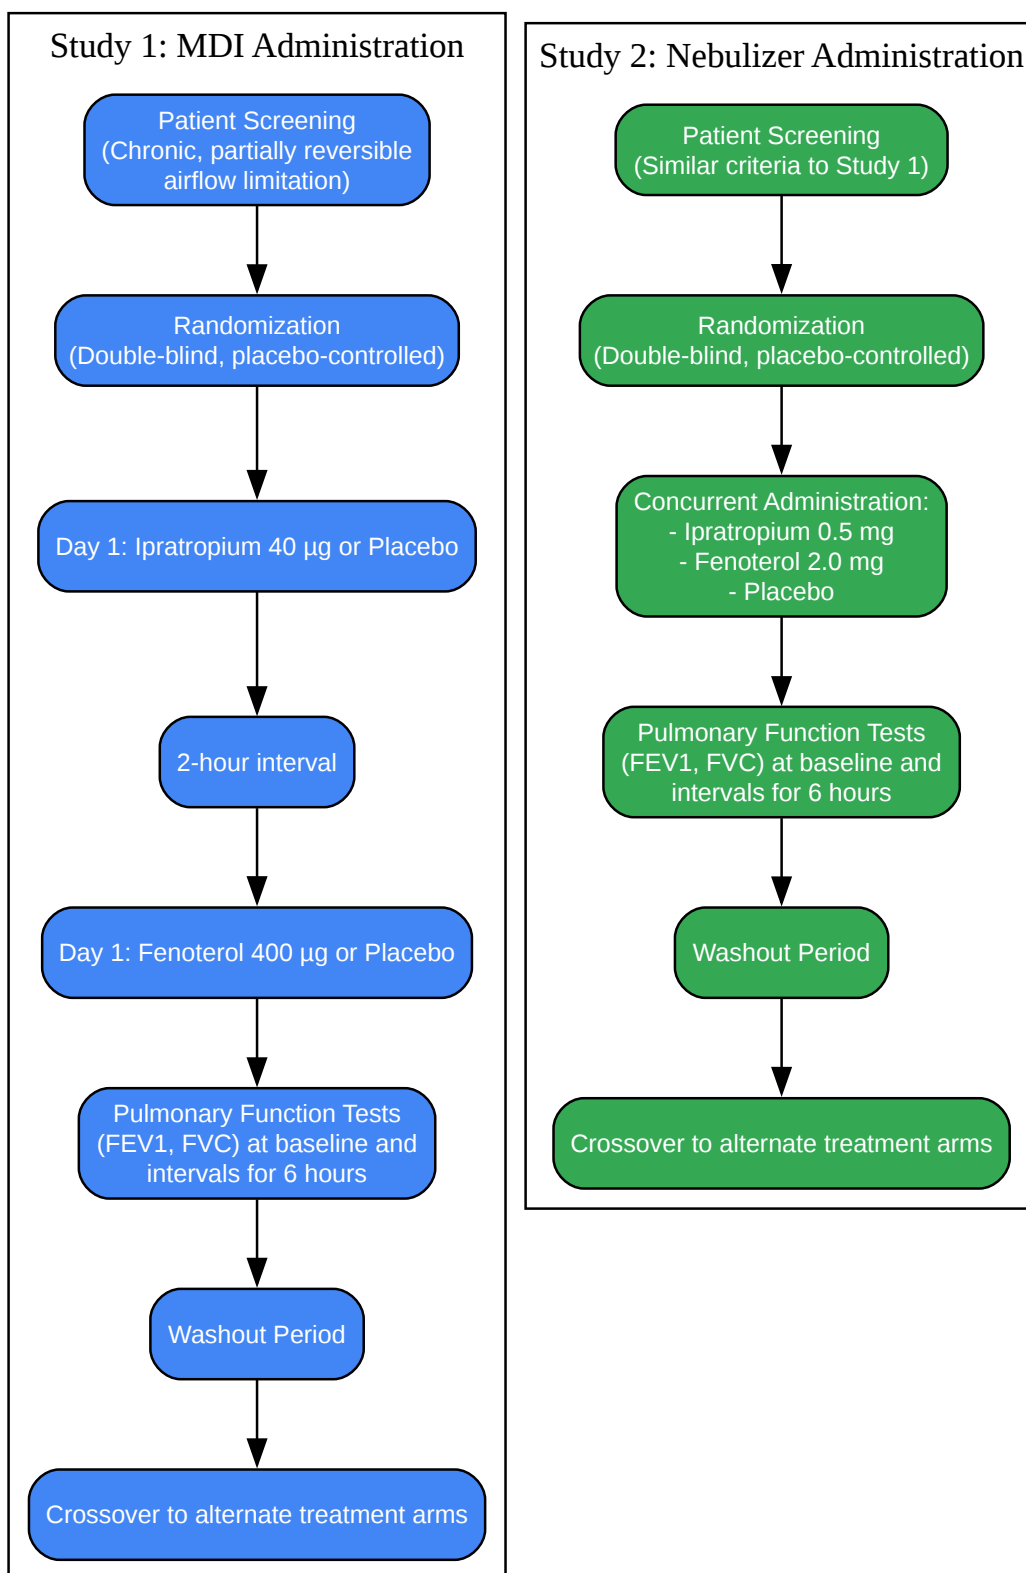 Study 1: MDI Administration
Patient Screening
(Chronic, partially reversible
airflow limitation)
Randomization
(Double-blind, placebo-controlled)
Day 1: Ipratropium 40 µg or Placebo
2-hour interval
Day 1: Fenoterol 400 µg or Placebo
Pulmonary Function Tests
(FEV1, FVC) at baseline and
intervals for 6 hours
Washout Period
Crossover to alternate treatment arms
Study 2: Nebulizer Administration
Patient Screening
(Similar criteria to Study 1)
Randomization
(Double-blind, placebo-controlled)
Concurrent Administration:
- Ipratropium 0.5 mg
- Fenoterol 2.0 mg
- Placebo
Pulmonary Function Tests
(FEV1, FVC) at baseline and
intervals for 6 hours
Washout Period
Crossover to alternate treatment arms